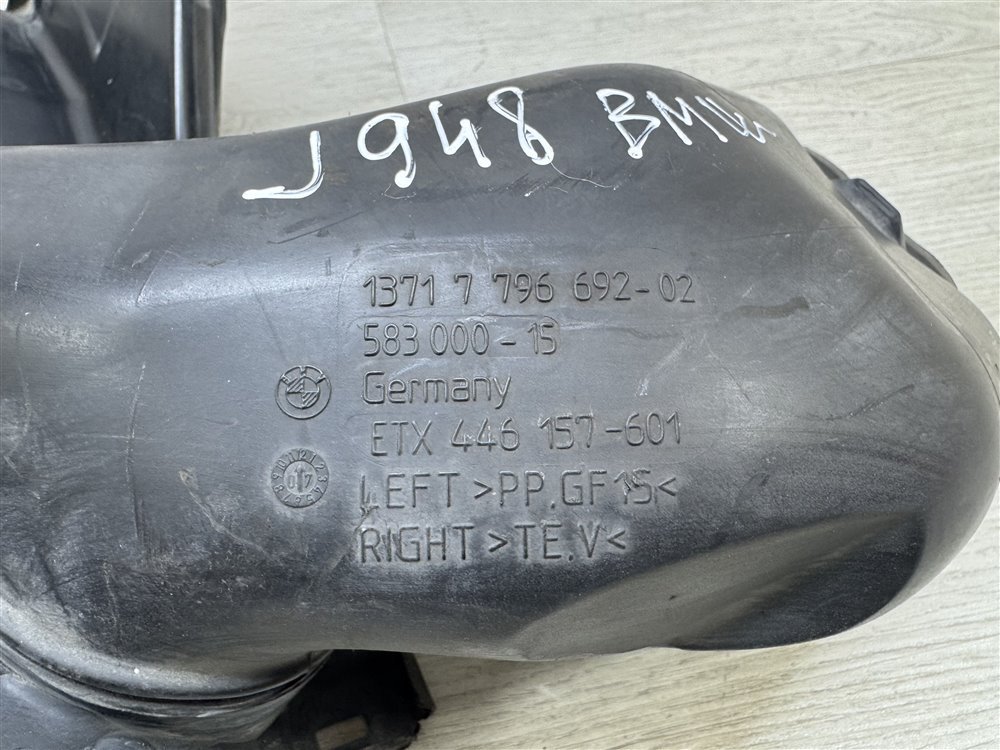 J948 BMW
1371 7 796 692-02
583 000-15
Germany
ETX 446 157-601
LEFT >PP.GF15<
RIGHT >TE.V<
07